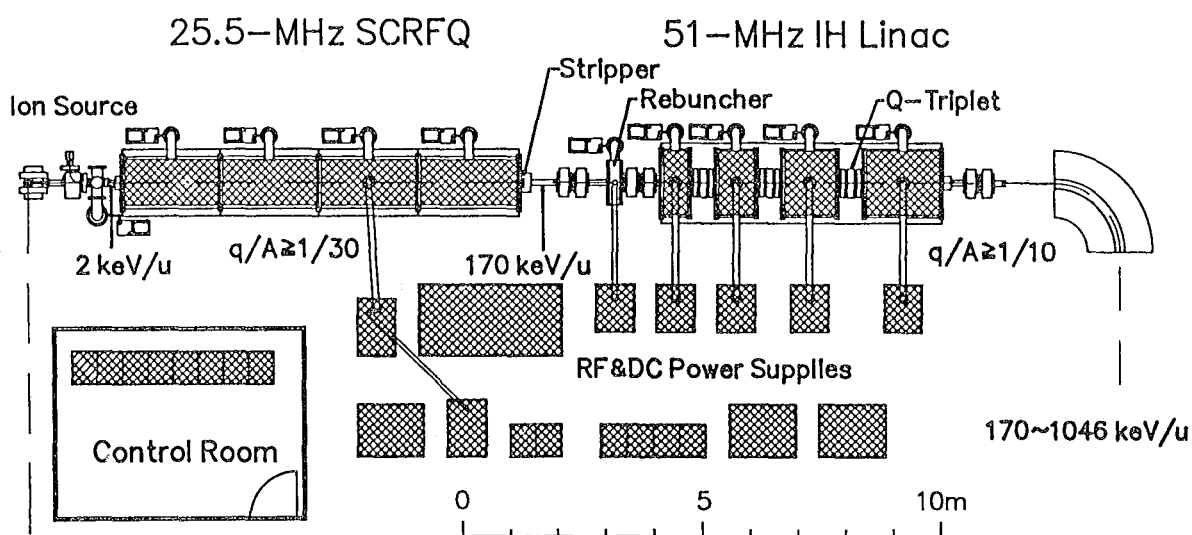 25.5-MHz SCRFQ
51-MHz IH Linac
Stripper
Ion Source
Rebuncher
Q-Triplet
2 keV/u
q/A≧1/30
170 keV/u
q/A≧1/10
RF&DC Power Supplies
Control Room
170~1046 keV/u
0
5
10m